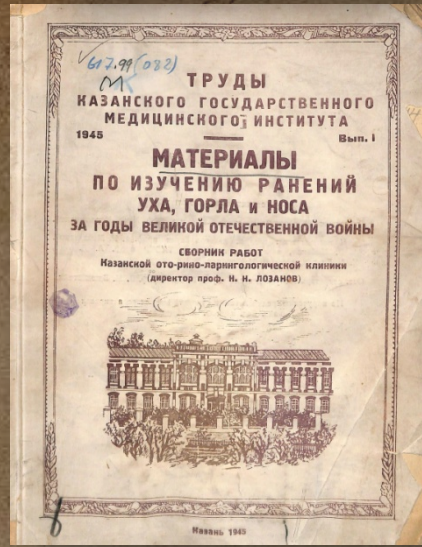 617.99(082)
ТРУДЫ
КАЗАНСКОГО ГОСУДАРСТВЕННОГО
МЕДИЦИНСКОГО ИНСТИТУТА
1945 Вып. I
МАТЕРИАЛЫ
ПО ИЗУЧЕНИЮ РАНЕНИЙ
УХА, ГОРЛА и НОСА
ЗА ГОДЫ ВЕЛИКОЙ ОТЕЧЕСТВЕННОЙ ВОЙНЫ
СБОРНИК РАБОТ
Казанской ото-рино-ларингологической клиники
(директор проф. Н. Н. ЛОЗАНОВ)
Казань 1945